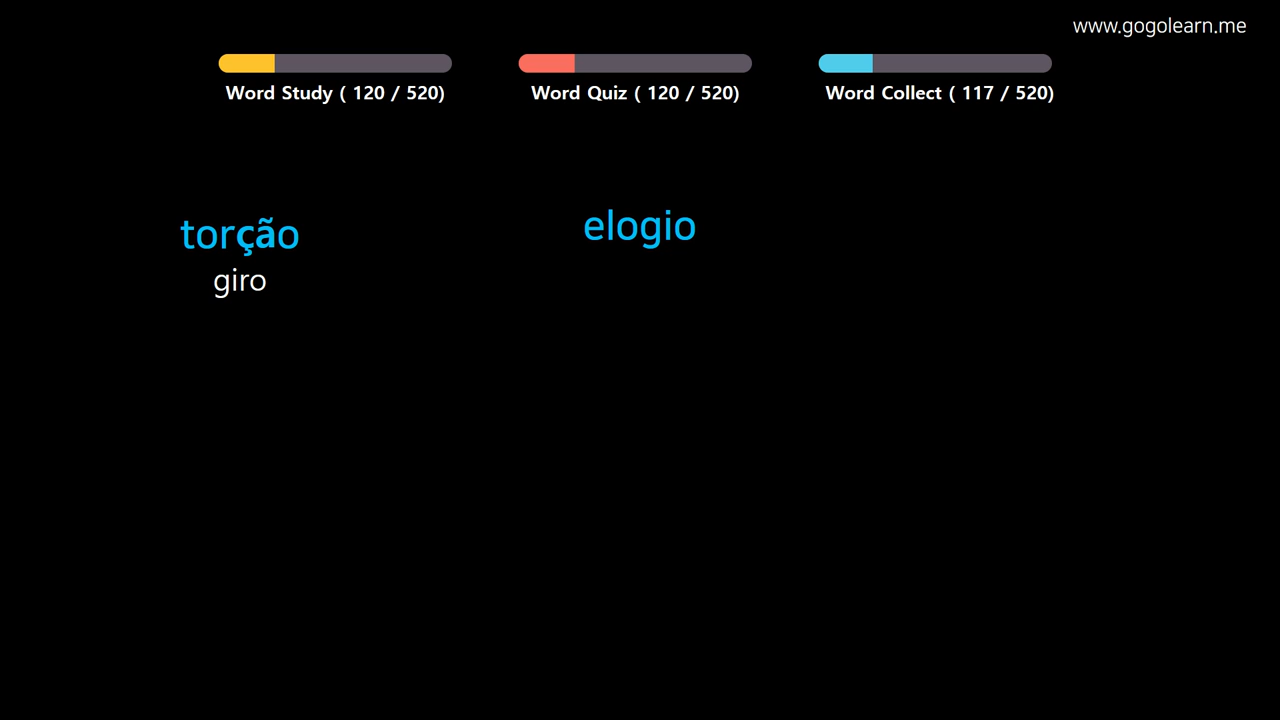 www.gogolearn.me
Word Study ( 120 / 520)
Word Quiz ( 120 / 520)
Word Collect ( 117 / 520)
torção
giro
elogio